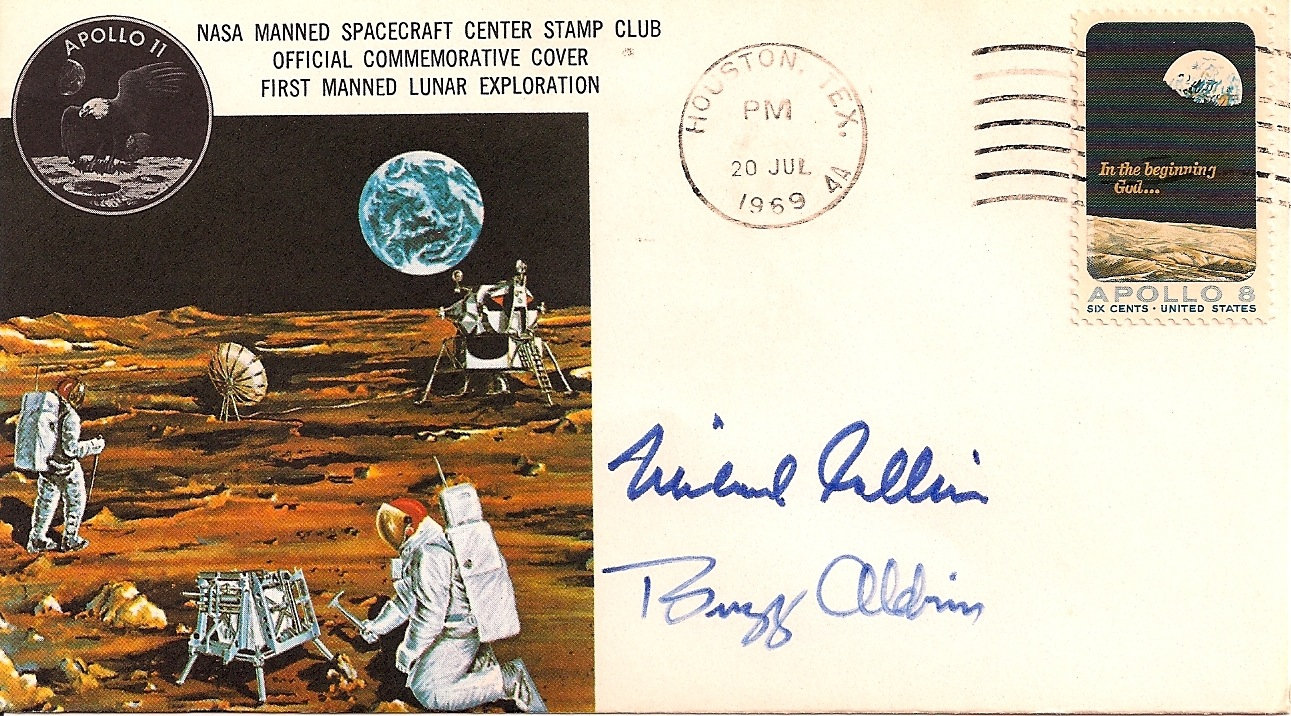 APOLLO 11
NASA MANNED SPACECRAFT CENTER STAMP CLUB
OFFICIAL COMMEMORATIVE COVER
FIRST MANNED LUNAR EXPLORATION
HOUSTON, TEX. 4A
PM
20 JUL
1969
In the beginning
God...
APOLLO 8
SIX CENTS • UNITED STATES
Michael Collins
Buzz Aldrin